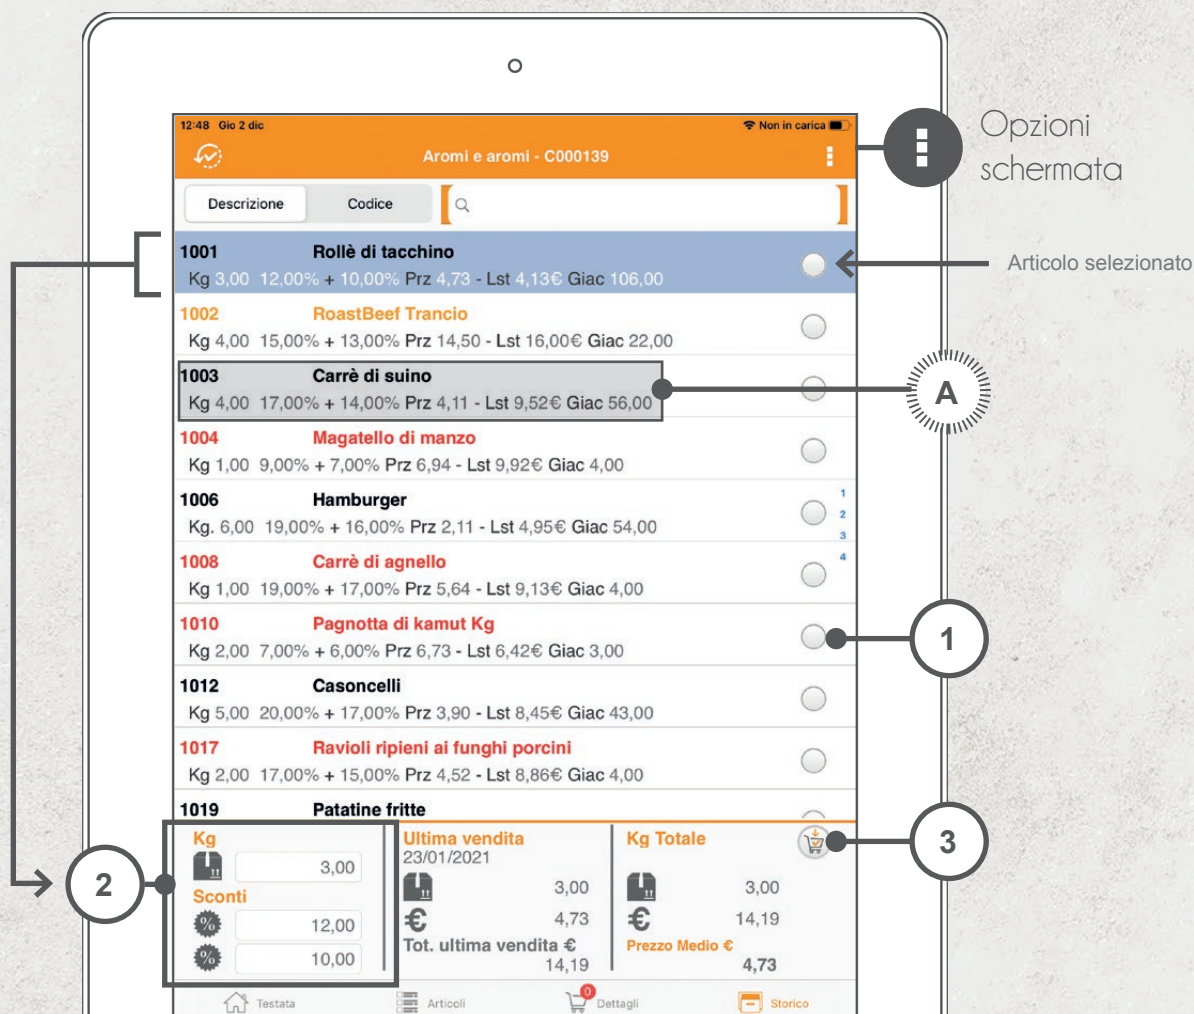 12:48 Gio 2 dic
Non in carica
Aromi e aromi - C000139
Opzioni
schermata
Descrizione
Codice
1001 Rollè di tacchino
Kg 3,00 12,00% + 10,00% Prz 4,73 - Lst 4,13€ Giac 106,00
Articolo selezionato
1002 RoastBeef Trancio
Kg 4,00 15,00% + 13,00% Prz 14,50 - Lst 16,00€ Giac 22,00
1003 Carrè di suino
Kg 4,00 17,00% + 14,00% Prz 4,11 - Lst 9,52€ Giac 56,00
A
1004 Magatello di manzo
Kg 1,00 9,00% + 7,00% Prz 6,94 - Lst 9,92€ Giac 4,00
1006 Hamburger
Kg. 6,00 19,00% + 16,00% Prz 2,11 - Lst 4,95€ Giac 54,00
1
2
3
4
1008 Carrè di agnello
Kg 1,00 19,00% + 17,00% Prz 5,64 - Lst 9,13€ Giac 4,00
1010 Pagnotta di kamut Kg
Kg 2,00 7,00% + 6,00% Prz 6,73 - Lst 6,42€ Giac 3,00
1
1012 Casoncelli
Kg 5,00 20,00% + 17,00% Prz 3,90 - Lst 8,45€ Giac 43,00
1017 Ravioli ripieni ai funghi porcini
Kg 2,00 17,00% + 15,00% Prz 4,52 - Lst 8,86€ Giac 4,00
1019 Patatine fritte
2
Kg
3,00
Sconti
% 12,00
% 10,00
Ultima vendita
23/01/2021
3,00
€ 4,73
Tot. ultima vendita €
14,19
Kg Totale
3,00
€ 14,19
Prezzo Medio €
4,73
3
Testata
Articoli
0
Dettagli
Storico